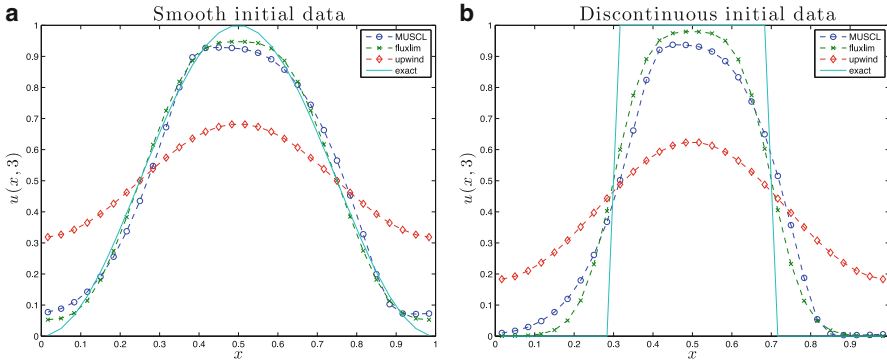 a
Smooth initial data
1
0.9
0.8
0.7
0.6
0.5
0.4
0.3
0.2
0.1
0
u(x, 3)
MUSCL
fluxlim
upwind
exact
0 0.1 0.2 0.3 0.4 0.5 0.6 0.7 0.8 0.9 1
x
b
Discontinuous initial data
1
0.9
0.8
0.7
0.6
0.5
0.4
0.3
0.2
0.1
0
u(x, 3)
MUSCL
fluxlim
upwind
exact
0 0.1 0.2 0.3 0.4 0.5 0.6 0.7 0.8 0.9 1
x